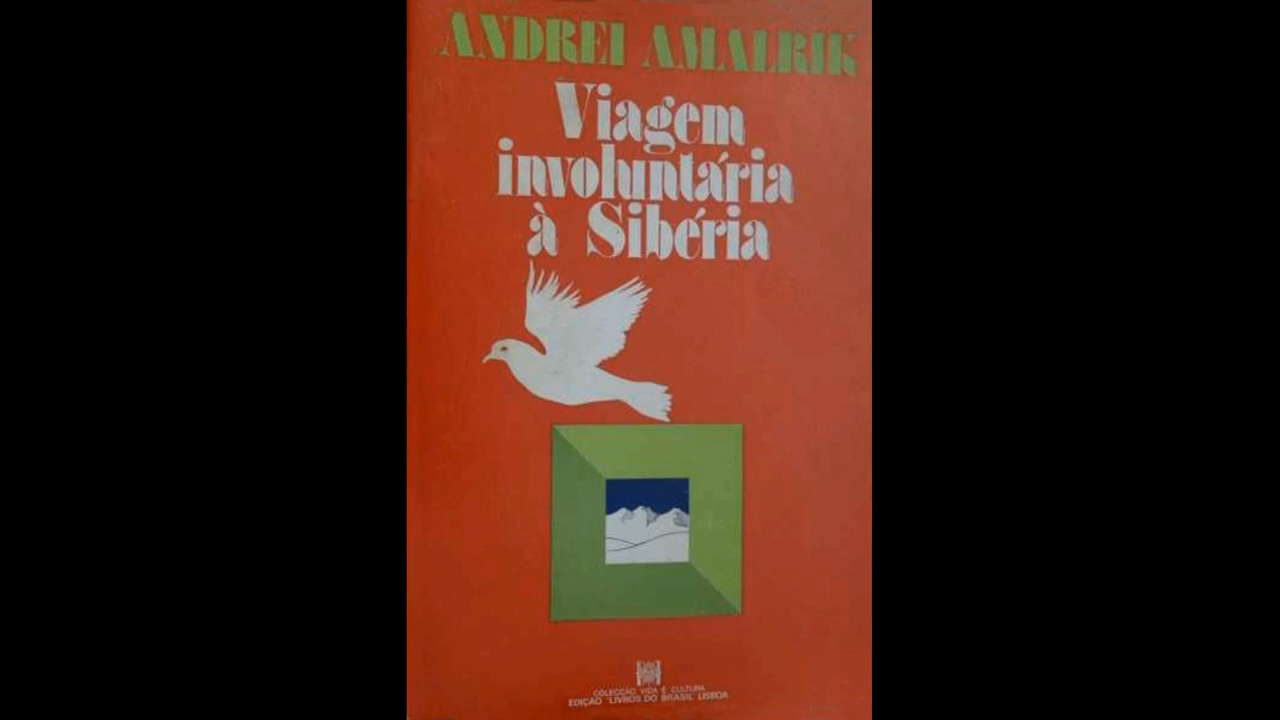 ANDREI AMALRIK
Viagem
involuntária
à Sibéria
COLECÇÃO VIDA E CULTURA
EDIÇÃO "LIVROS DO BRASIL" LISBOA